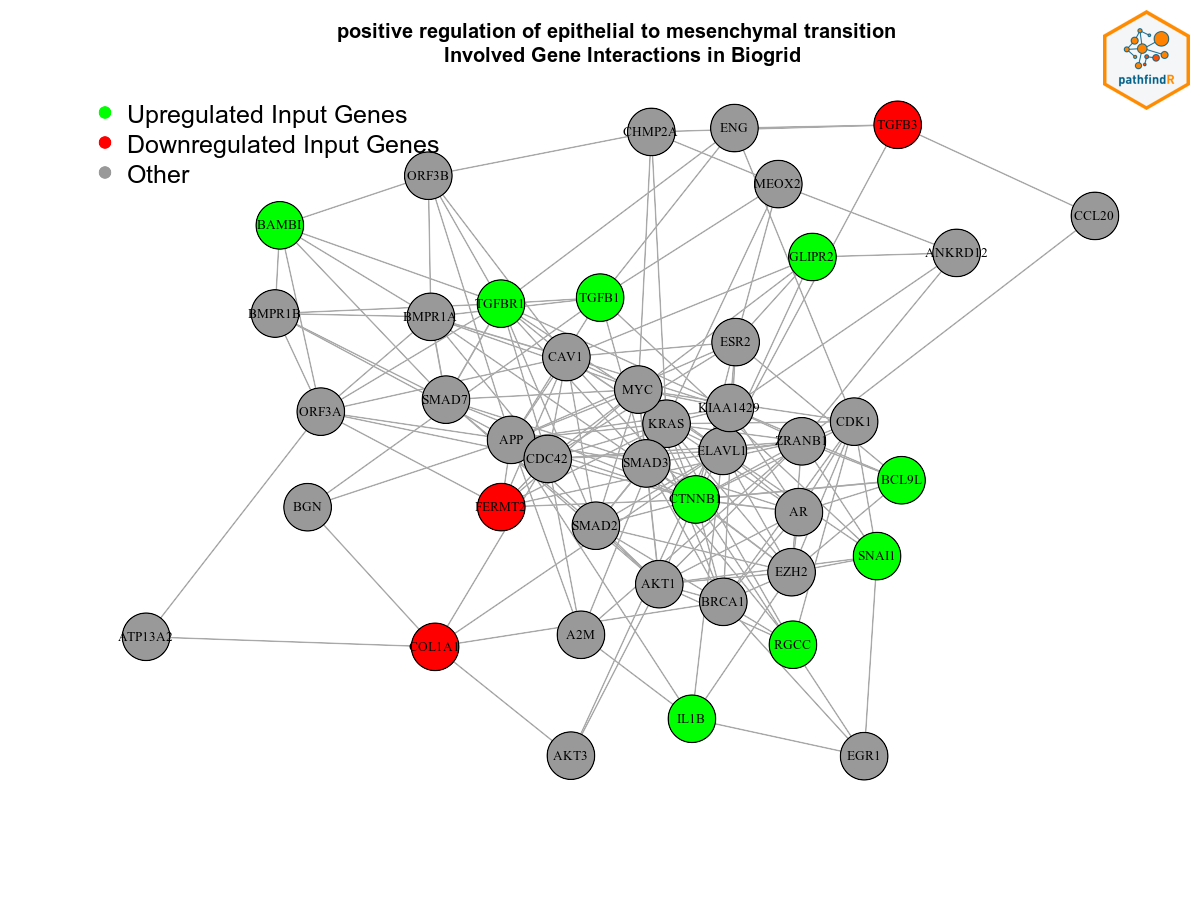 positive regulation of epithelial to mesenchymal transition
Involved Gene Interactions in Biogrid
pathfindR
Upregulated Input Genes
Downregulated Input Genes
Other
CHMP2A
ENG
TGFB3
ORF3B
MEOX2
CCL20
BAMBI
ANKRD12
GLIPR2
TGFBR1
TGFB1
BMPR1B
BMPR1A
ESR2
CAV1
MYC
SMAD7
KIAA1429
ORF3A
KRAS
CDK1
APP
ZRANB1
ELAVL1
CDC42
SMAD3
BCL9L
CTNNB1
BGN
FERMT2
AR
SMAD2
SNAI1
EZH2
AKT1
BRCA1
ATP13A2
A2M
COL1A1
RGCC
IL1B
AKT3
EGR1